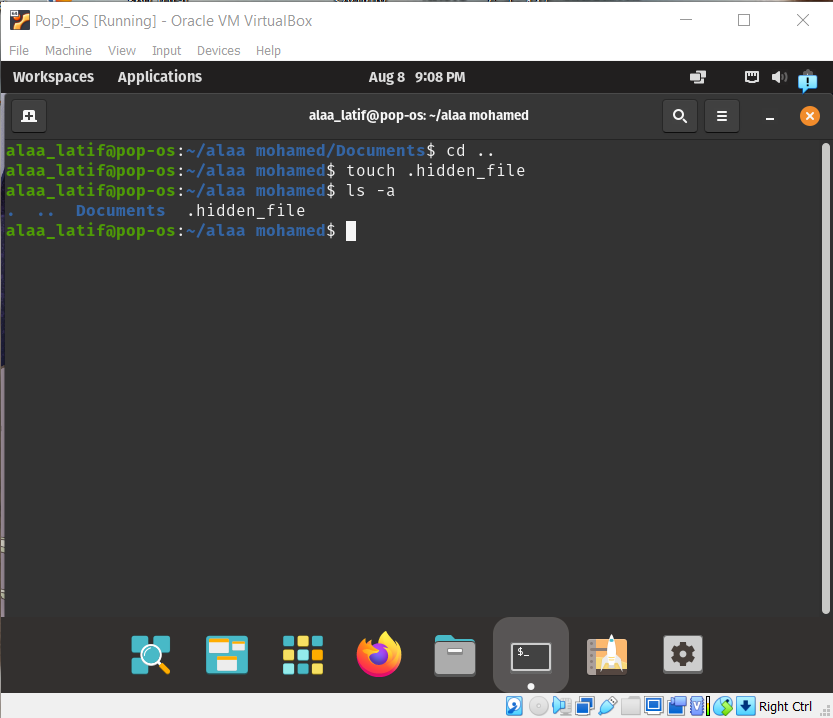 Pop!_OS [Running] - Oracle VM VirtualBox
File Machine View Input Devices Help
Workspaces Applications Aug 8 9:08 PM
alaa_latif@pop-os: ~/alaa mohamed
alaa_latif@pop-os:~/alaa mohamed/Documents$ cd ..
alaa_latif@pop-os:~/alaa mohamed$ touch .hidden_file
alaa_latif@pop-os:~/alaa mohamed$ ls -a
. .. Documents .hidden_file
alaa_latif@pop-os:~/alaa mohamed$
$_
Right Ctrl